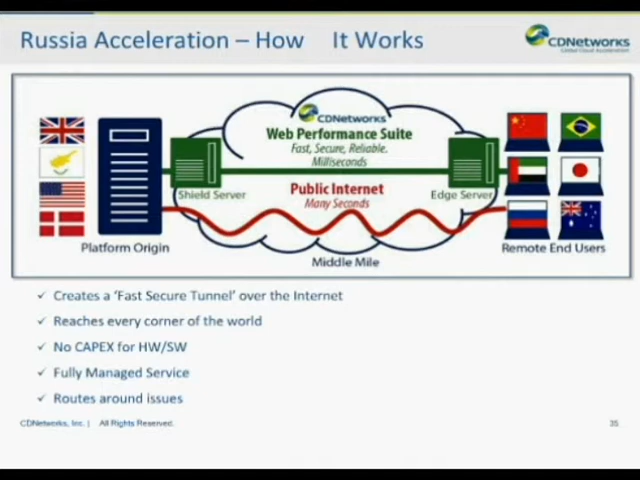 Russia Acceleration – How It Works
CDNetworks
Global Cloud Acceleration
CDNetworks
Web Performance Suite
Fast, Secure, Reliable.
Milliseconds
Shield Server
Public Internet
Edge Server
Many Seconds
Platform Origin
Remote End Users
Middle Mile
✓ Creates a ‘Fast Secure Tunnel’ over the Internet
✓ Reaches every corner of the world
✓ No CAPEX for HW/SW
✓ Fully Managed Service
✓ Routes around issues
CDNetworks, Inc. | All Rights Reserved.
35